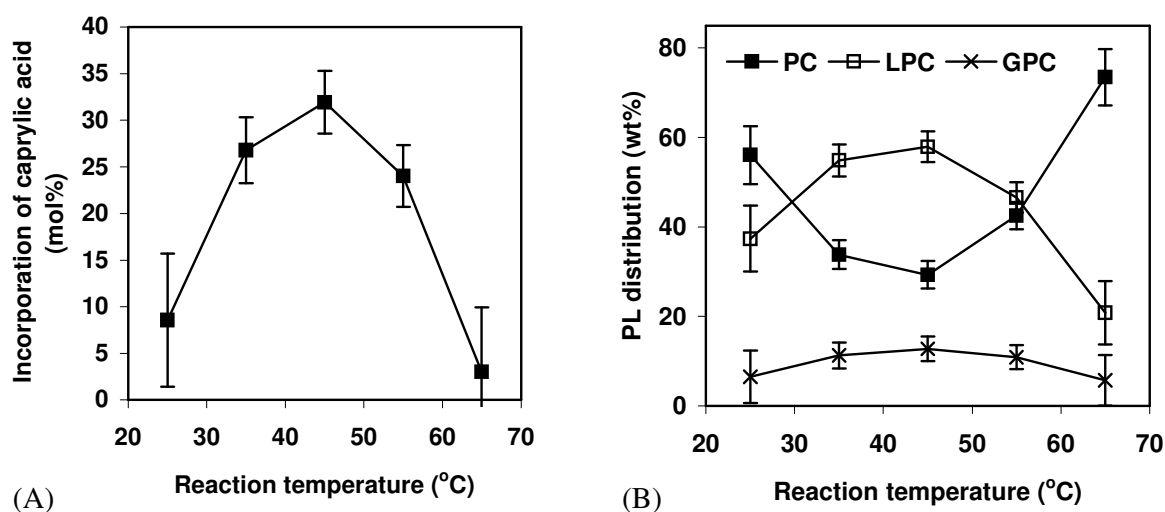 Incorporation of caprylic acid
(mol%)
40
35
30
25
20
15
10
5
0
20 30 40 50 60 70
Reaction temperature (oC)
(A)
PL distribution (wt%)
80
60
40
20
0
PC LPC GPC
20 30 40 50 60 70
Reaction temperature (oC)
(B)